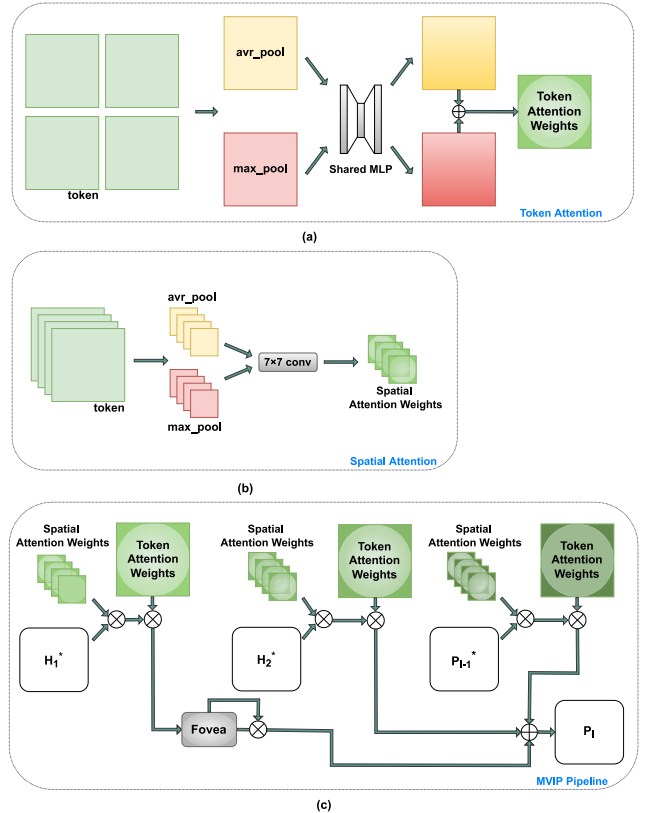 avr_pool
max_pool
token
Shared MLP
Token
Attention
Weights
Token Attention
(a)
avr_pool
token
max_pool
7×7 conv
Spatial
Attention Weights
Spatial Attention
(b)
Spatial
Attention Weights
Token
Attention
Weights
Spatial
Attention Weights
Token
Attention
Weights
Spatial
Attention Weights
Token
Attention
Weights
H1*
H2*
Pl-1*
Fovea
Pl
MVIP Pipeline
(c)